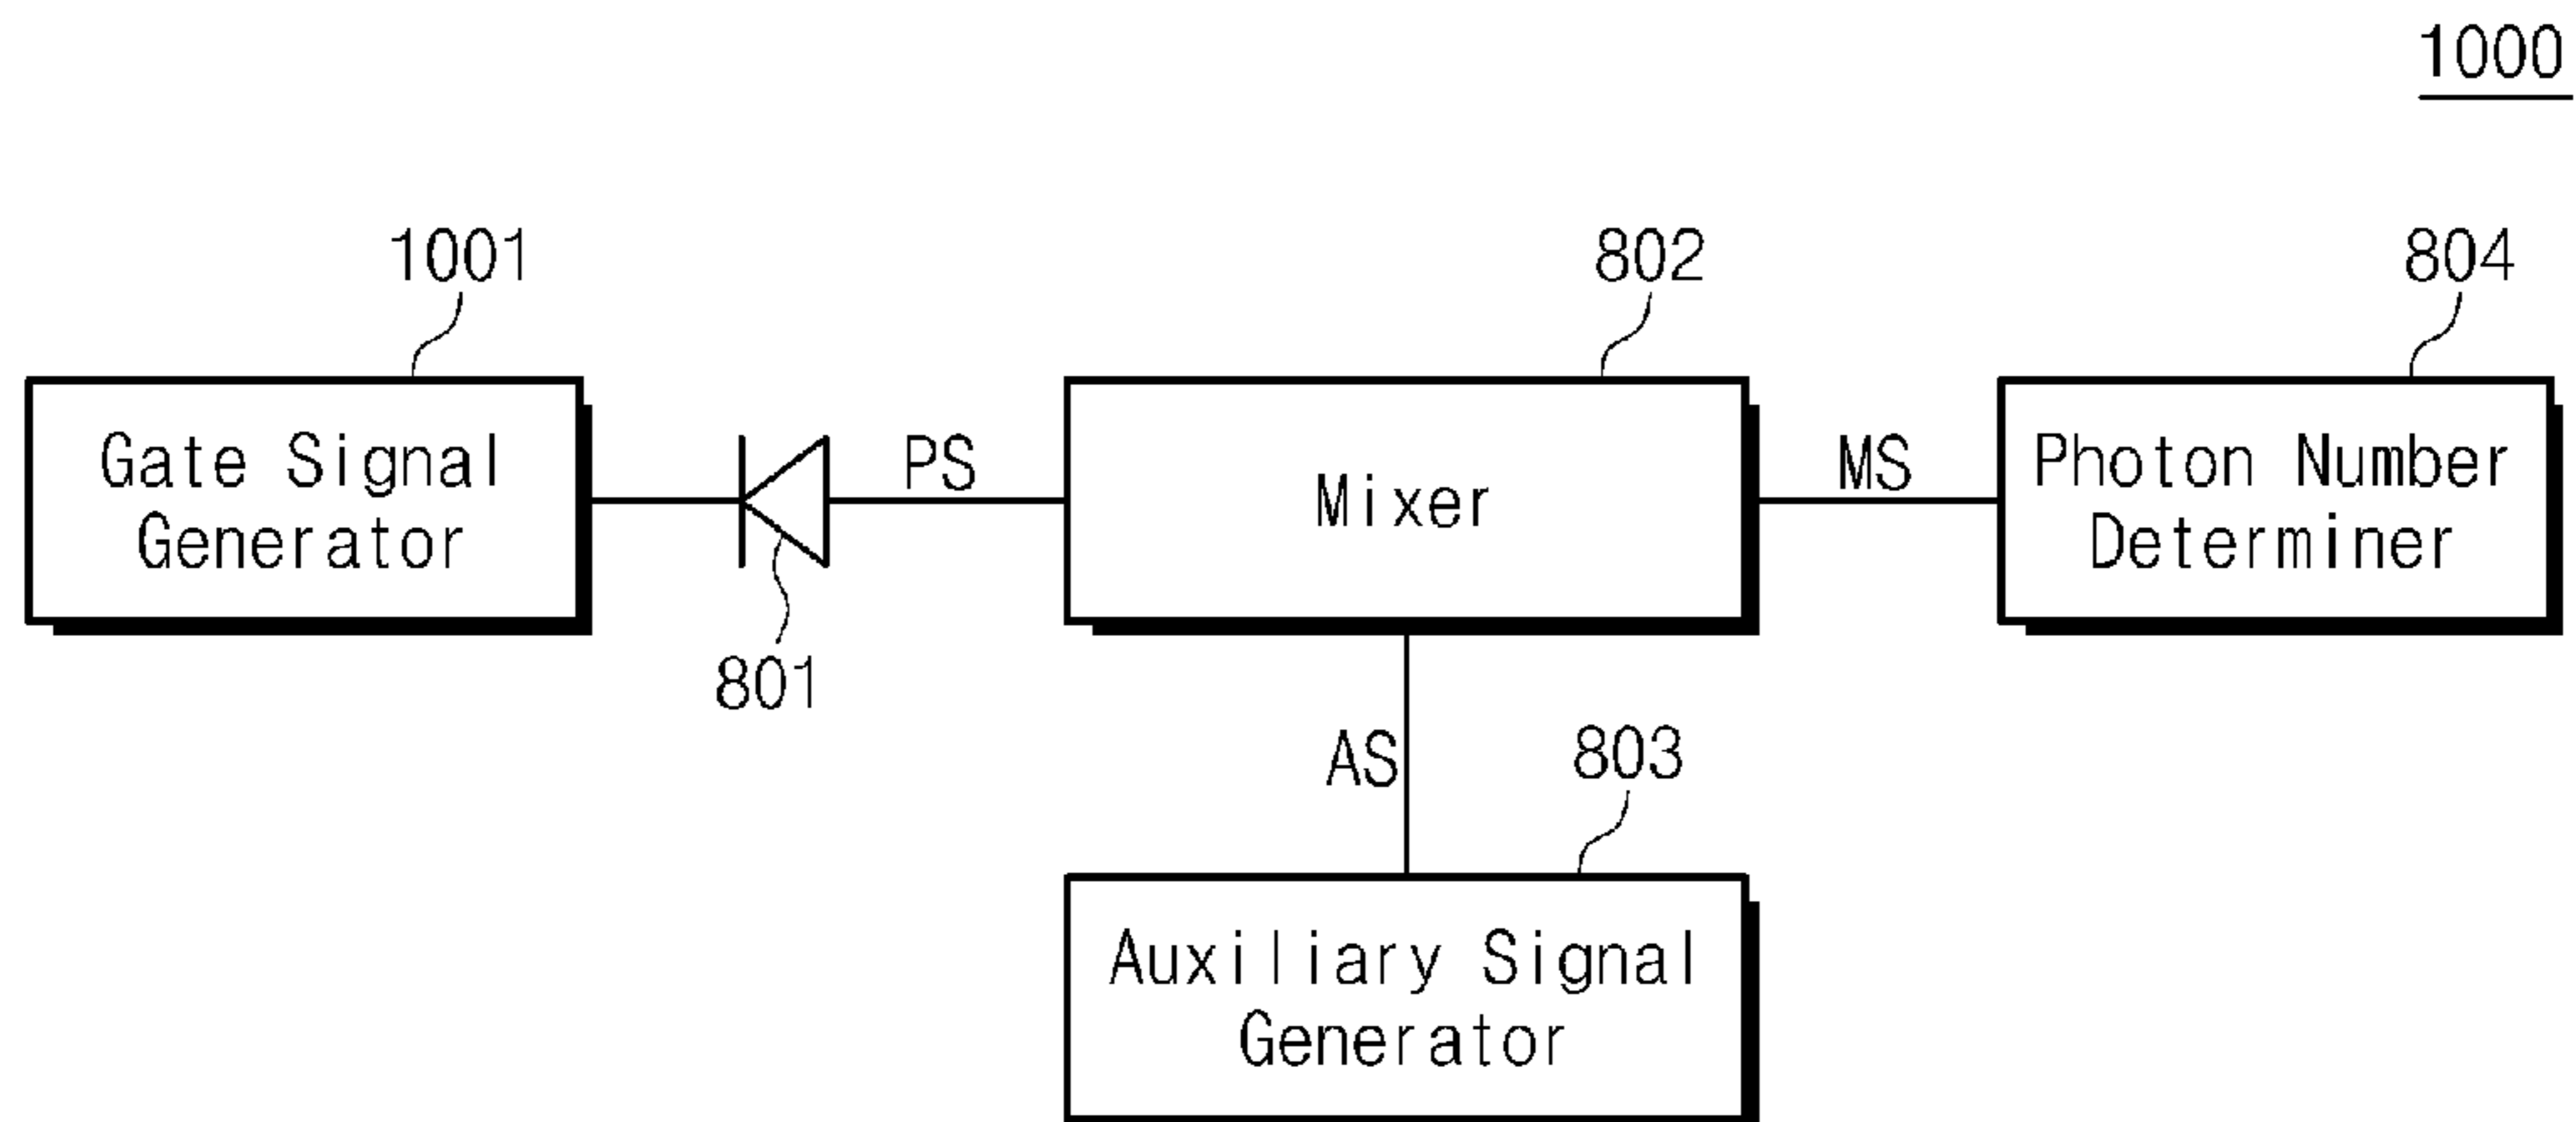 1000
1001
802
804
Gate Signal
Generator
PS
Mixer
MS
Photon Number
Determiner
801
AS
803
Auxiliary Signal
Generator